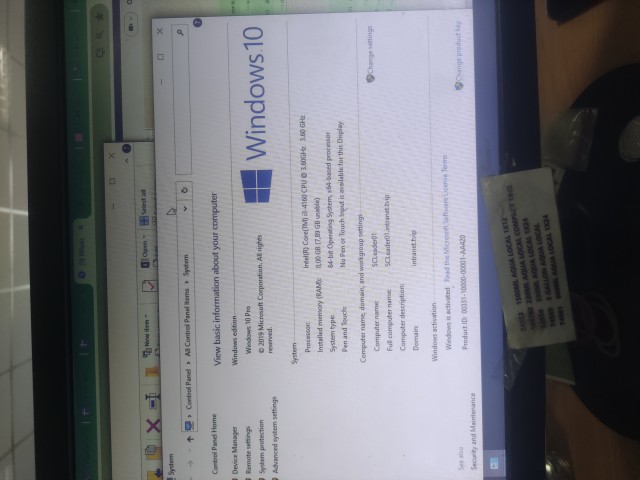 System
Control Panel
All Control Panel Items
System
New item
Open
Select all
Control Panel Home
Device Manager
Remote settings
System protection
Advanced system settings
See also
Security and Maintenance
View basic information about your computer
Windows edition
Windows 10 Pro
© 2019 Microsoft Corporation. All rights
reserved.
Windows 10
System
Processor: Intel(R) Core(TM) i3-4160 CPU @ 3.60GHz 3.60 GHz
Installed memory (RAM): 8,00 GB (7,89 GB usable)
System type: 64-bit Operating System, x64-based processor
Pen and Touch: No Pen or Touch Input is available for this Display
Computer name, domain, and workgroup settings
Computer name: SCLoader01
Change settings
Full computer name: SCLoader01.intranet.tvip
Computer description:
Domain: intranet.tvip
Windows activation
Windows is activated Read the Microsoft Software License Terms
Product ID: 00331-10000-00001-AA420
Change product key